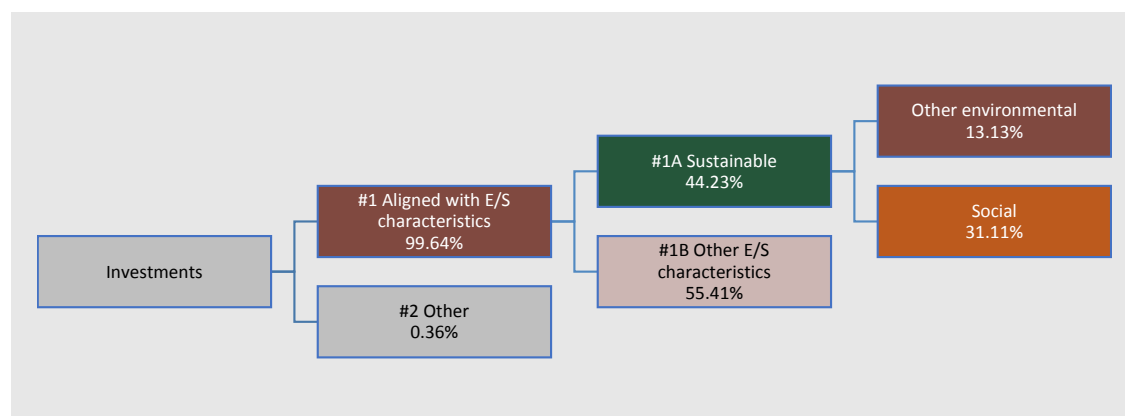 Investments
#1 Aligned with E/S
characteristics
99.64%
#2 Other
0.36%
#1A Sustainable
44.23%
#1B Other E/S
characteristics
55.41%
Other environmental
13.13%
Social
31.11%